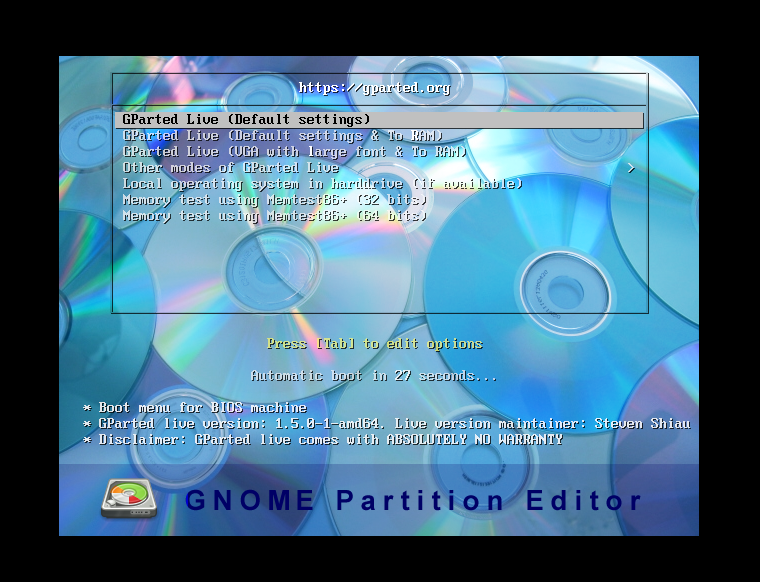 https://gparted.org
GParted Live (Default settings)
GParted Live (Default settings & To RAM)
GParted Live (VGA with large font & To RAM)
Other modes of GParted Live >
Local operating system in harddrive (if available)
Memory test using Memtest86+ (32 bits)
Memory test using Memtest86+ (64 bits)
Press [Tab] to edit options
Automatic boot in 27 seconds...
* Boot menu for BIOS machine
* GParted live version: 1.5.0-1-amd64. Live version maintainer: Steven Shiau
* Disclaimer: GParted live comes with ABSOLUTELY NO WARRANTY
GNOME Partition Editor